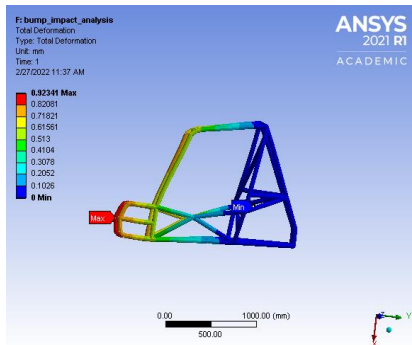 F: bump_impact_analysis
Total Deformation
Type: Total Deformation
Unit: mm
Time: 1
2/27/2022 11:37 AM
0.92341 Max
0.82081
0.71821
0.61561
0.513
0.4104
0.3078
0.2052
0.1026
0 Min
ANSYS
2021 R1
ACADEMIC
Min
Max
0.00
1000.00 (mm)
500.00
Y
X